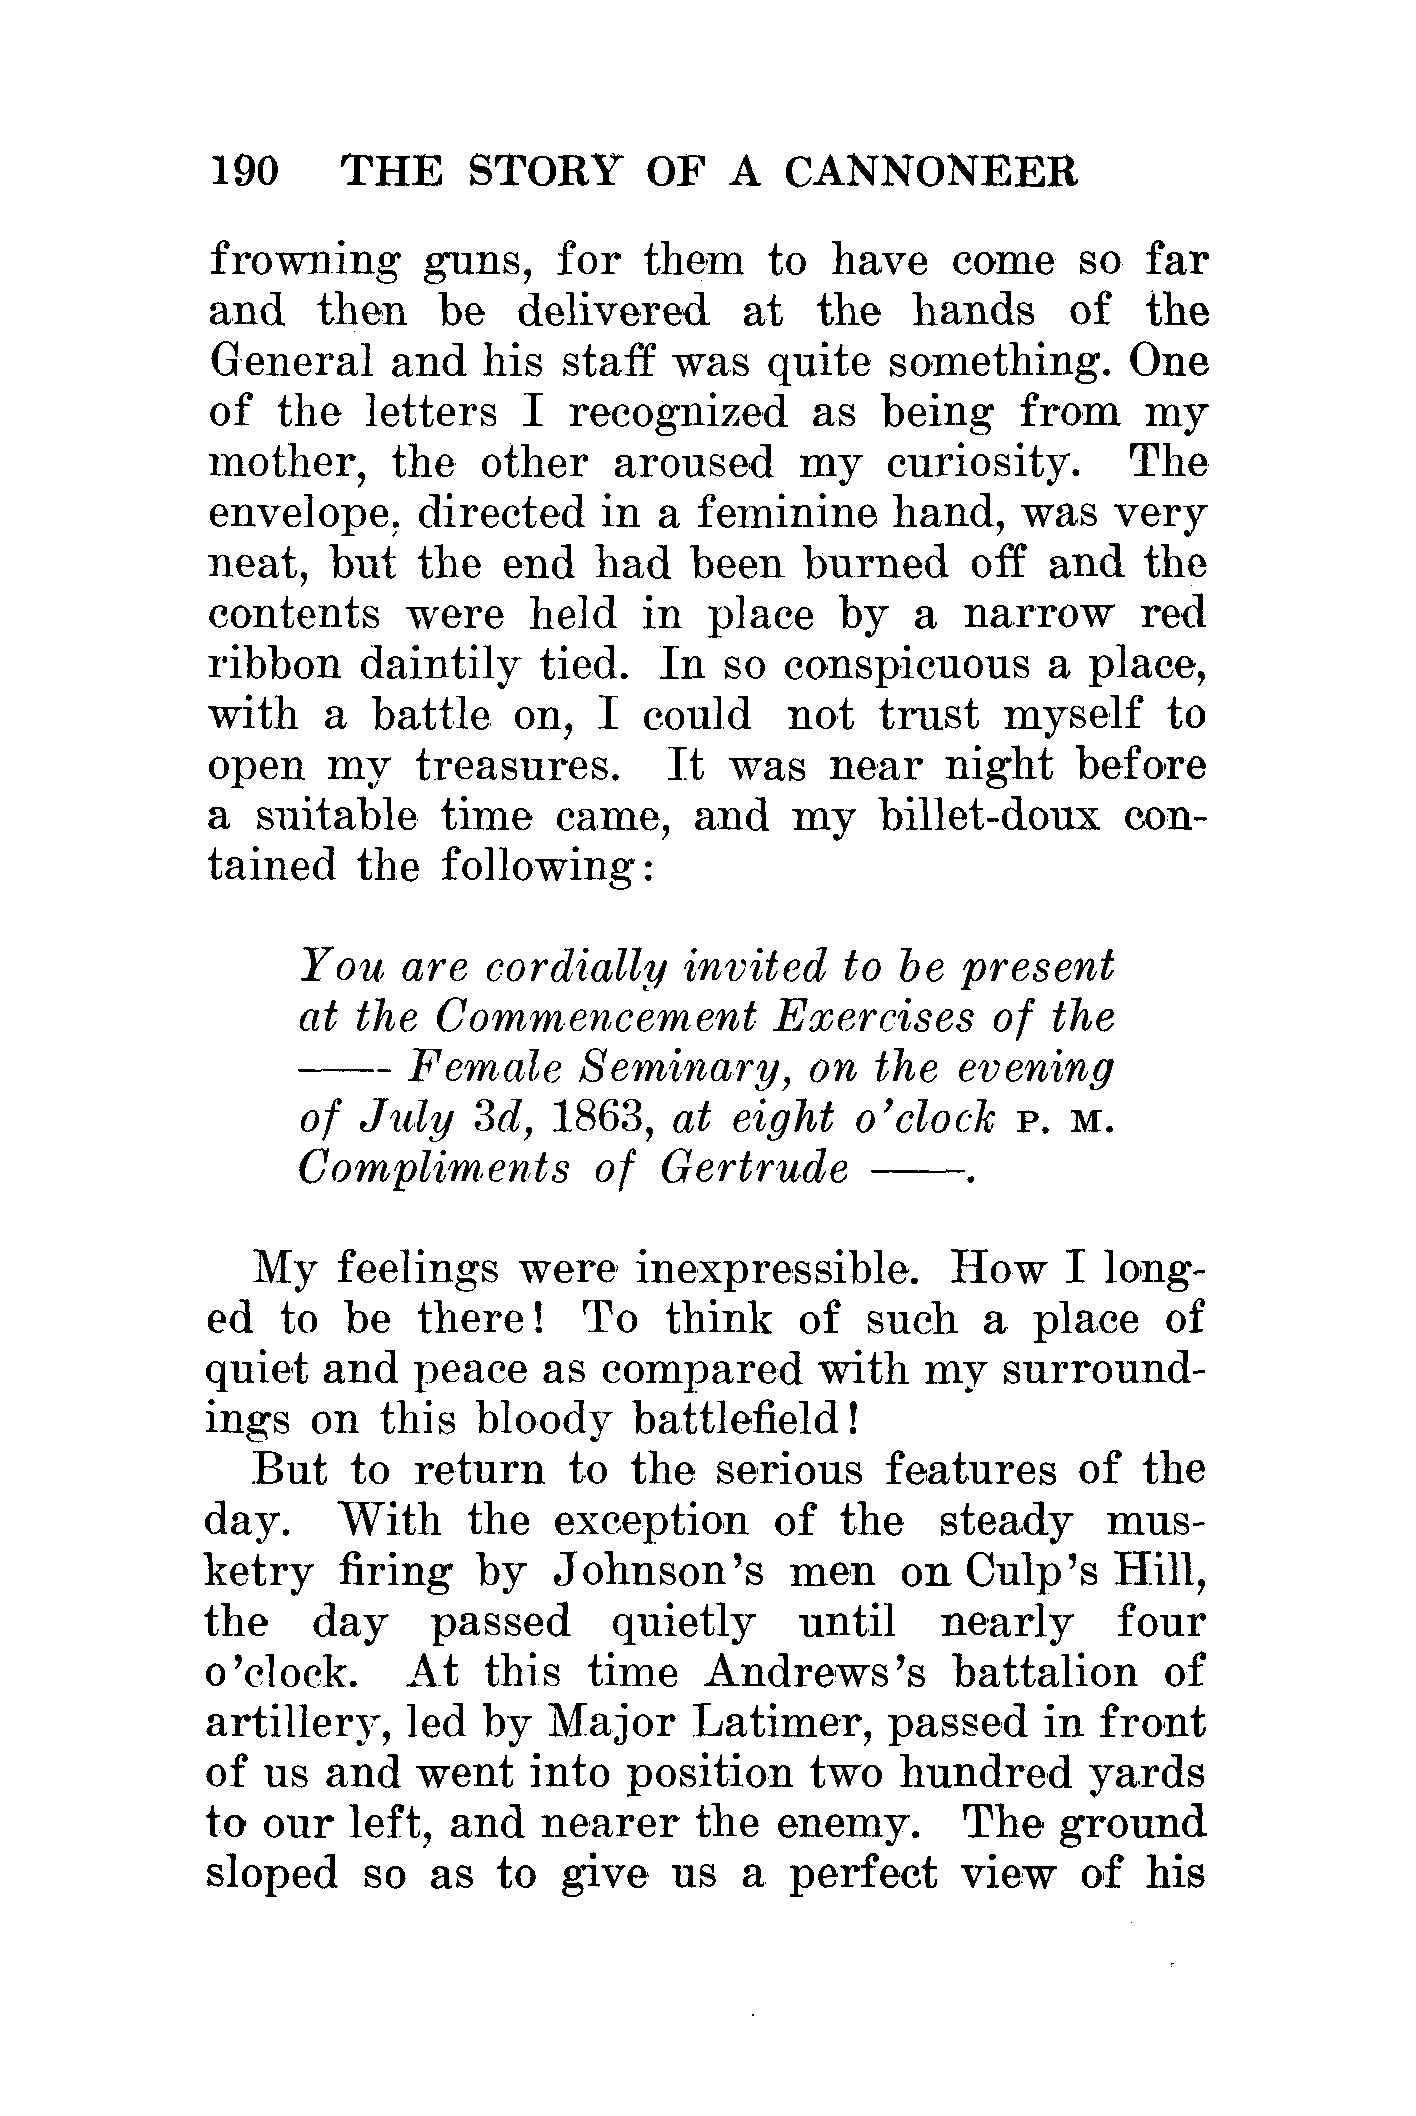 190 THE STORY OF A CANNONEER
frowning guns, for them to have come so far
and then be delivered at the hands of the
General and his staff was quite something. One
of the letters I recognized as being from my
mother, the other aroused my curiosity. The
envelope, directed in a feminine hand, was very
neat, but the end had been burned off and the
contents were held in place by a narrow red
ribbon daintily tied. In so conspicuous a place,
with a battle on, I could not trust myself to
open my treasures. It was near night before
a suitable time came, and my billet-doux con-
tained the following:
You are cordially invited to be present
at the Commencement Exercises of the
—— Female Seminary, on the evening
of July 3d, 1863, at eight o'clock P. M.
Compliments of Gertrude ——.
My feelings were inexpressible. How I long-
ed to be there! To think of such a place of
quiet and peace as compared with my surround-
ings on this bloody battlefield!
But to return to the serious features of the
day. With the exception of the steady mus-
ketry firing by Johnson's men on Culp's Hill,
the day passed quietly until nearly four
o'clock. At this time Andrews's battalion of
artillery, led by Major Latimer, passed in front
of us and went into position two hundred yards
to our left, and nearer the enemy. The ground
sloped so as to give us a perfect view of his